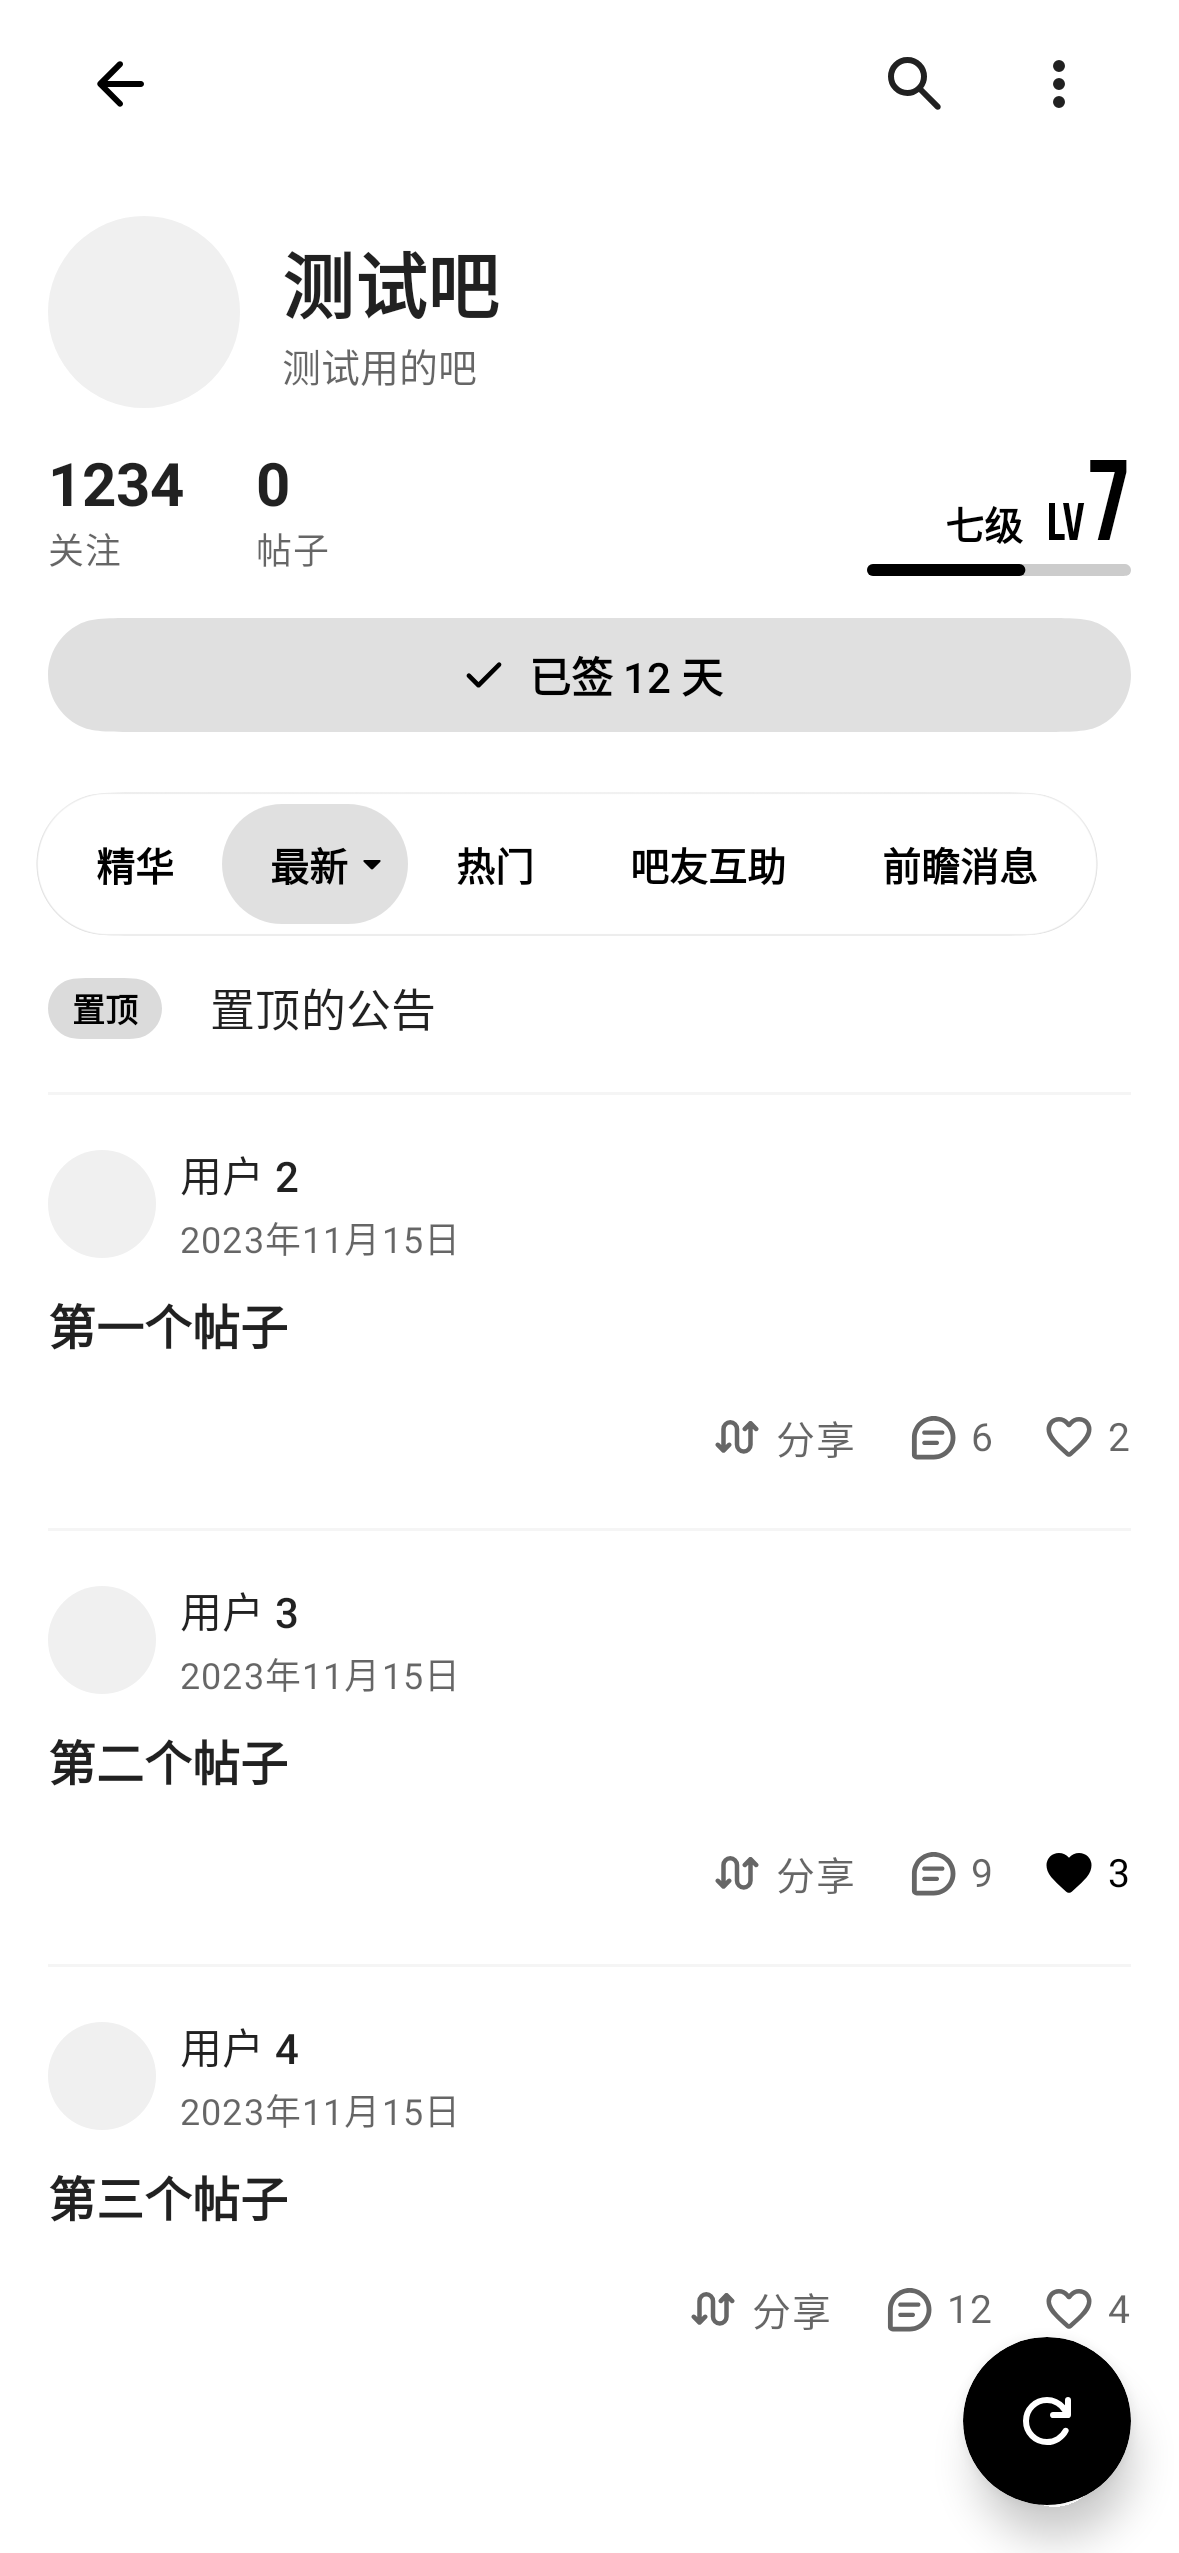 测试吧
测试用的吧
1234 0
关注 帖子
七级 LV7
已签 12 天
精华 最新 热门 吧友互助 前瞻消息
置顶 置顶的公告
用户 2
2023年11月15日
第一个帖子
分享 6 2
用户 3
2023年11月15日
第二个帖子
分享 9 3
用户 4
2023年11月15日
第三个帖子
分享 12 4